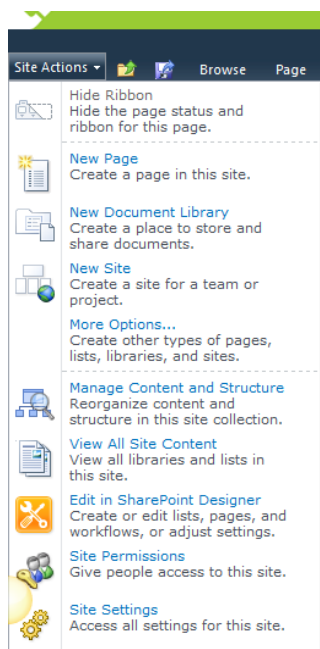 Site Actions Browse Page
Hide Ribbon
Hide the page status and
ribbon for this page.
New Page
Create a page in this site.
New Document Library
Create a place to store and
share documents.
New Site
Create a site for a team or
project.
More Options...
Create other types of pages,
lists, libraries, and sites.
Manage Content and Structure
Reorganize content and
structure in this site collection.
View All Site Content
View all libraries and lists in
this site.
Edit in SharePoint Designer
Create or edit lists, pages, and
workflows, or adjust settings.
Site Permissions
Give people access to this site.
Site Settings
Access all settings for this site.